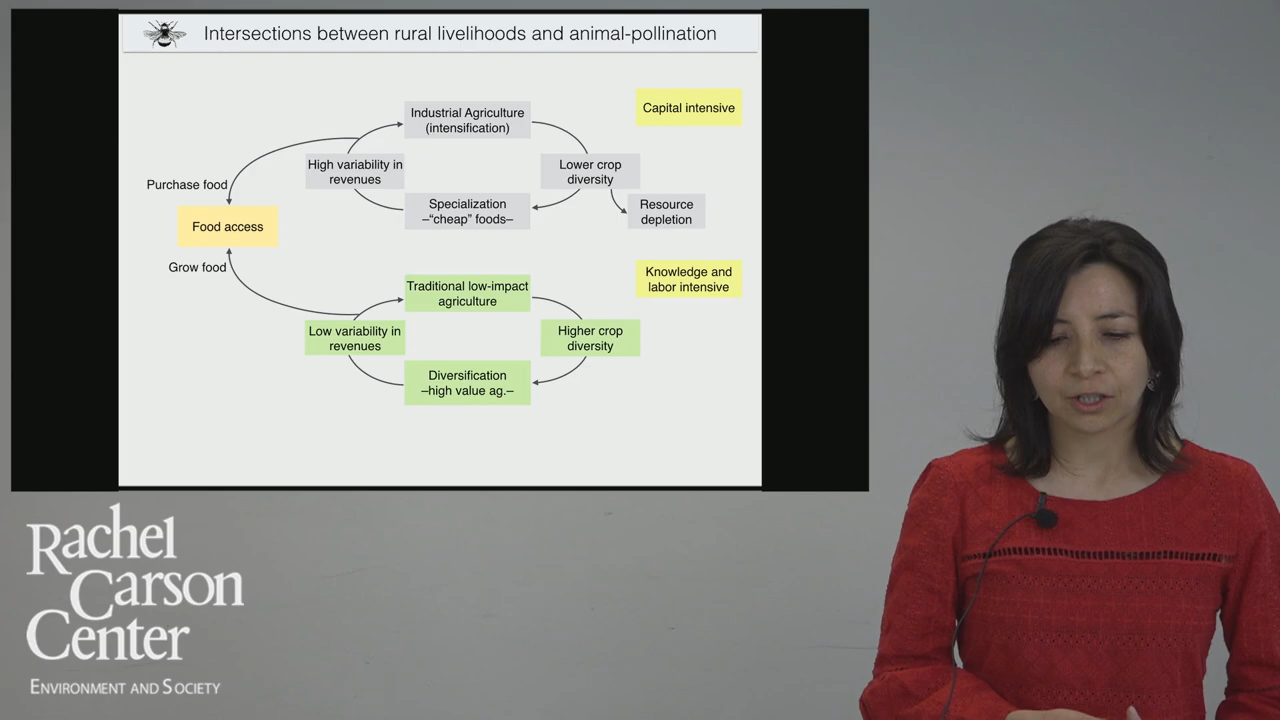 Intersections between rural livelihoods and animal-pollination
Industrial Agriculture
(intensification)
Capital intensive
High variability in
revenues
Lower crop
diversity
Purchase food
Specialization
–“cheap” foods–
Resource
depletion
Food access
Grow food
Knowledge and
labor intensive
Traditional low-impact
agriculture
Low variability in
revenues
Higher crop
diversity
Diversification
–high value ag.–
Rachel
Carson
Center
Environment and Society